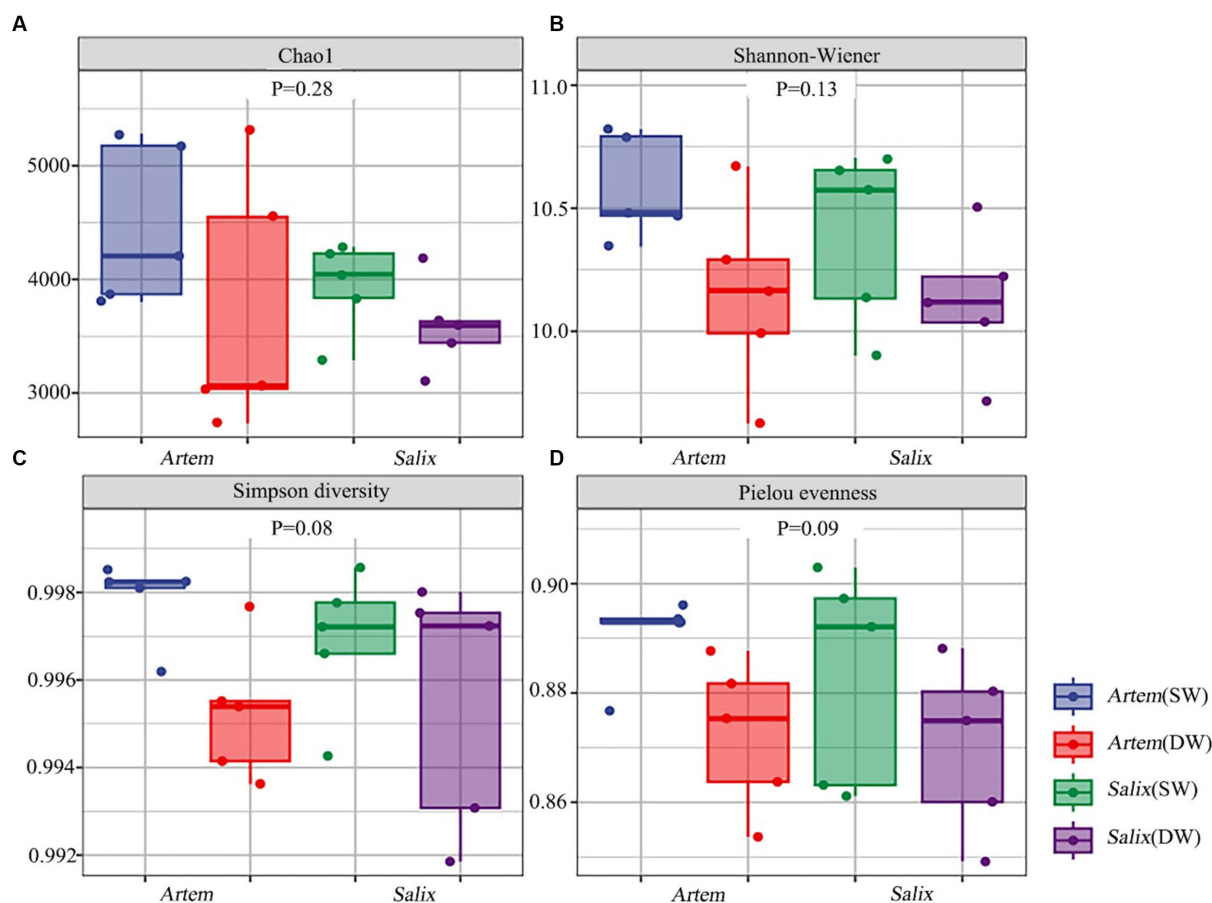 A
Chao1
P=0.28
5000
4000
3000
Artem
Salix
B
Shannon-Wiener
P=0.13
11.0
10.5
10.0
Artem
Salix
C
Simpson diversity
P=0.08
0.998
0.996
0.994
0.992
Artem
Salix
D
Pielou evenness
P=0.09
0.90
0.88
0.86
Artem
Salix
Artem(SW)
Artem(DW)
Salix(SW)
Salix(DW)